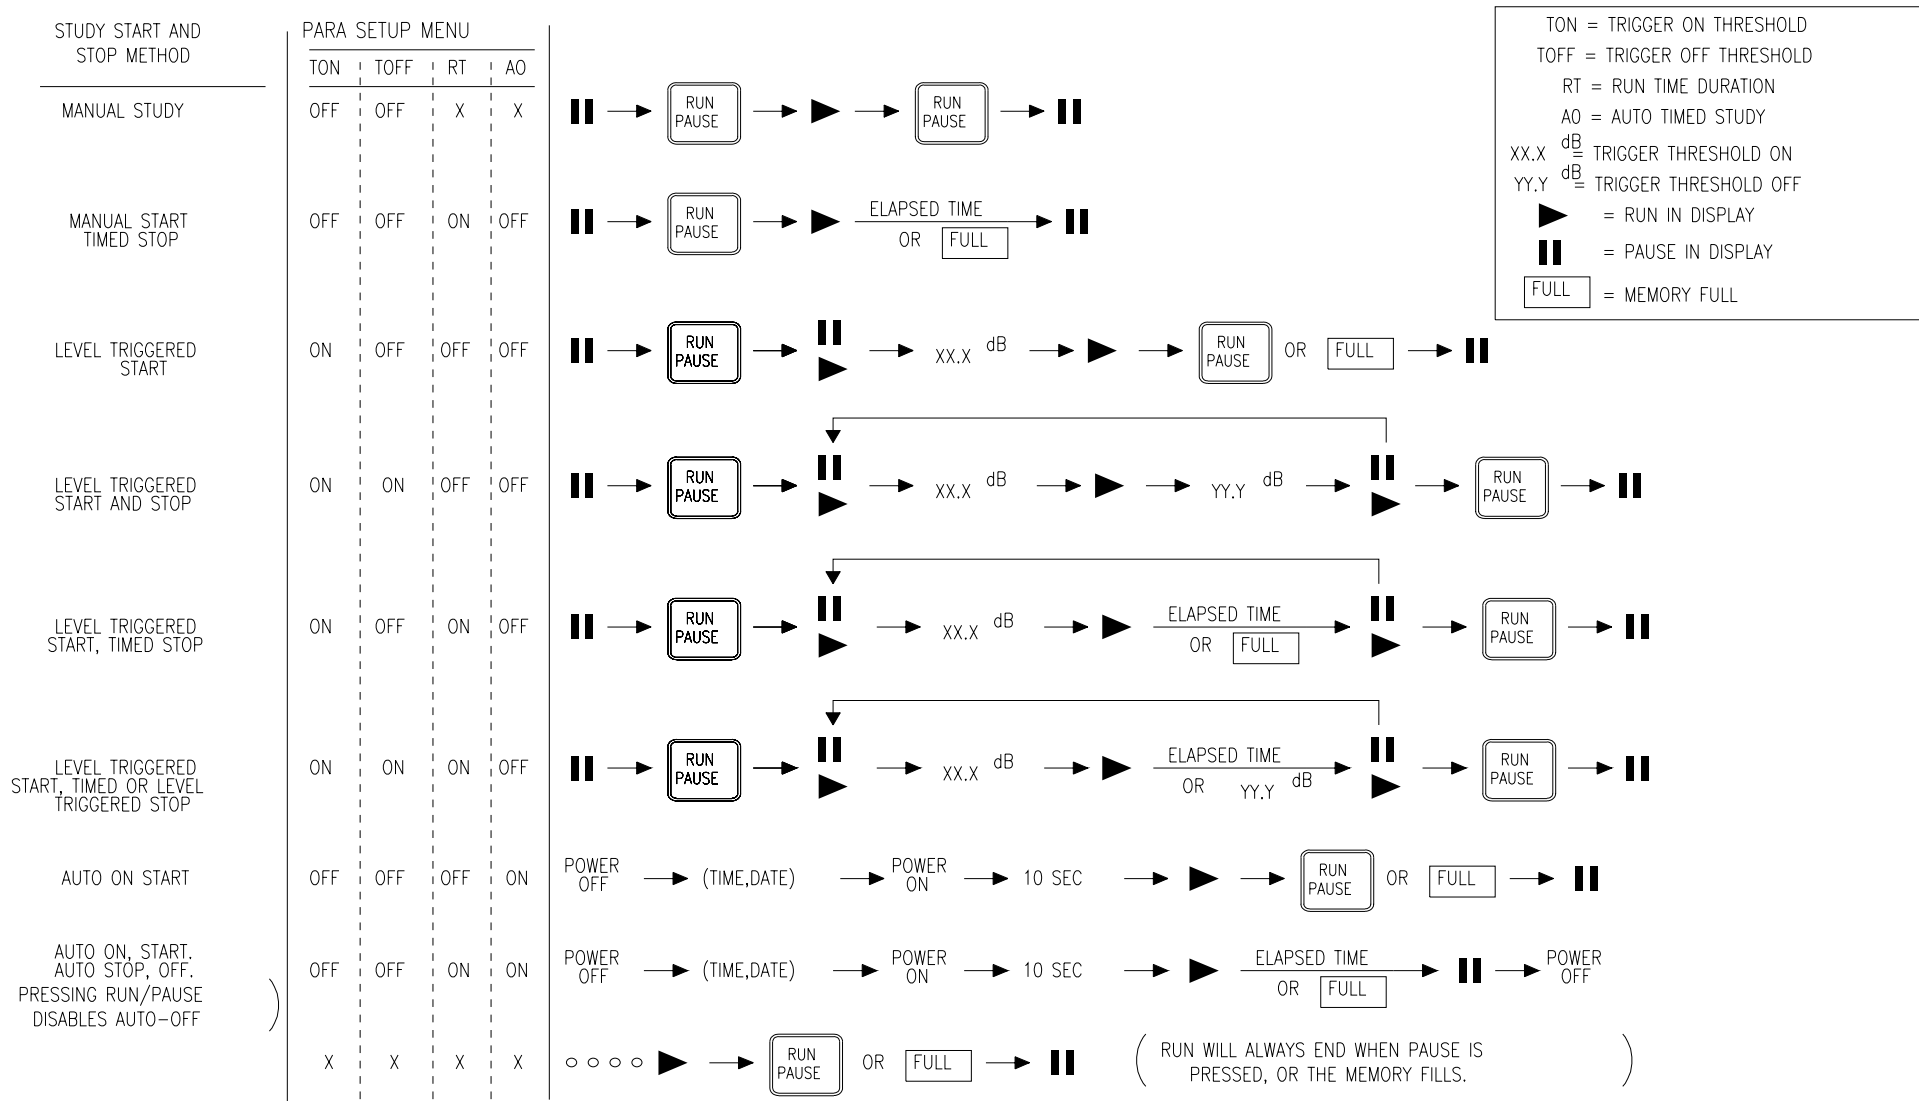 STUDY START AND
STOP METHOD
PARA SETUP MENU
TON TOFF RT AO
TON = TRIGGER ON THRESHOLD
TOFF = TRIGGER OFF THRESHOLD
RT = RUN TIME DURATION
AO = AUTO TIMED STUDY
XX.X dB = TRIGGER THRESHOLD ON
YY.Y dB = TRIGGER THRESHOLD OFF
= RUN IN DISPLAY
= PAUSE IN DISPLAY
FULL = MEMORY FULL
MANUAL STUDY
OFF OFF X X
RUN
PAUSE
RUN
PAUSE
MANUAL START
TIMED STOP
OFF OFF ON OFF
RUN
PAUSE
ELAPSED TIME
OR FULL
LEVEL TRIGGERED
START
ON OFF OFF OFF
RUN
PAUSE
XX.X dB
RUN
PAUSE
OR FULL
LEVEL TRIGGERED
START AND STOP
ON ON OFF OFF
RUN
PAUSE
XX.X dB
YY.Y dB
RUN
PAUSE
LEVEL TRIGGERED
START, TIMED STOP
ON OFF ON OFF
RUN
PAUSE
XX.X dB
ELAPSED TIME
OR FULL
RUN
PAUSE
LEVEL TRIGGERED
START, TIMED OR LEVEL
TRIGGERED STOP
ON ON ON OFF
RUN
PAUSE
XX.X dB
ELAPSED TIME
OR YY.Y dB
RUN
PAUSE
AUTO ON START
OFF OFF OFF ON
POWER
OFF
(TIME,DATE)
POWER
ON
10 SEC
RUN
PAUSE
OR FULL
AUTO ON, START.
AUTO STOP, OFF.
PRESSING RUN/PAUSE
DISABLES AUTO-OFF )
OFF OFF ON ON
POWER
OFF
(TIME,DATE)
POWER
ON
10 SEC
ELAPSED TIME
OR FULL
POWER
OFF
X X X X
RUN
PAUSE
OR FULL
( RUN WILL ALWAYS END WHEN PAUSE IS
PRESSED, OR THE MEMORY FILLS. )